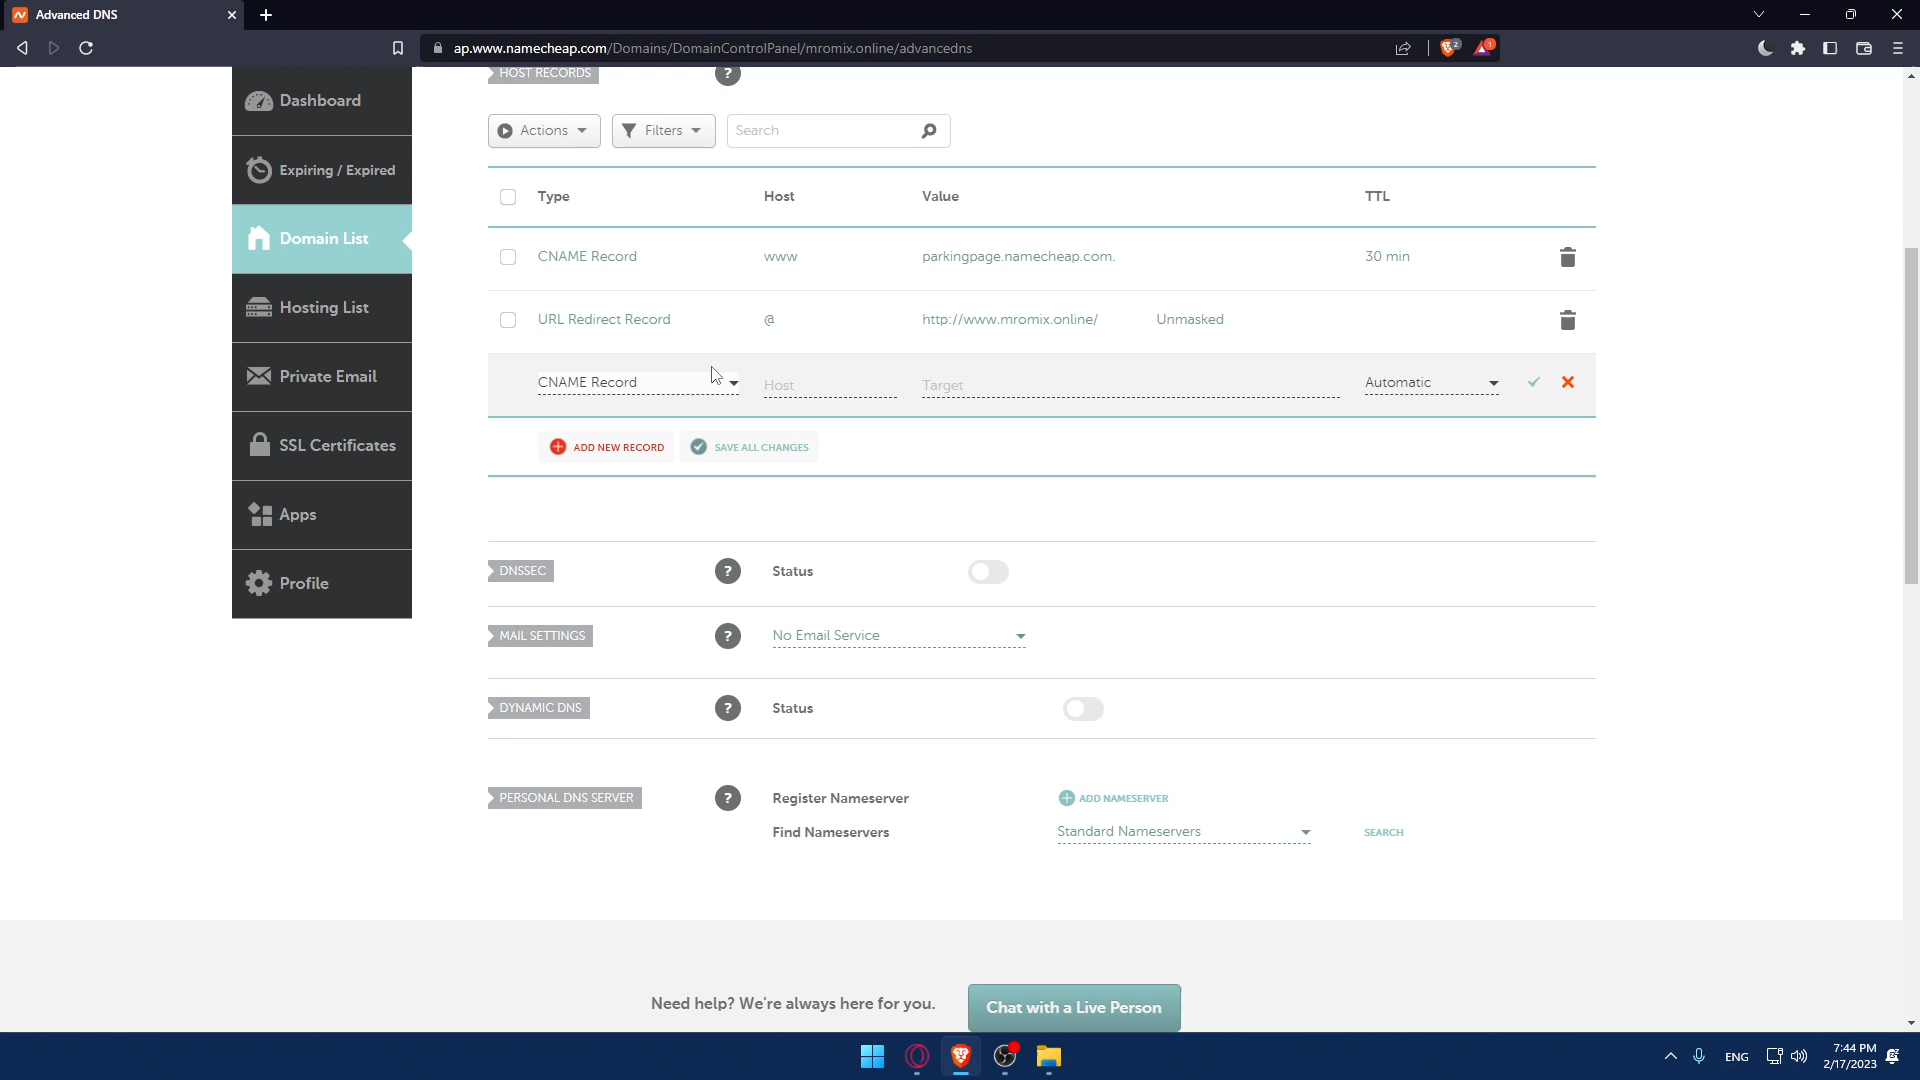 Advanced DNS
ap.www.namecheap.com/Domains/DomainControlPanel/mromix.online/advancedns
2
1
HOST RECORDS ?
Dashboard
Expiring / Expired
Domain List
Hosting List
Private Email
SSL Certificates
Apps
Profile
Actions Filters Search
Type Host Value TTL
CNAME Record www parkingpage.namecheap.com. 30 min
URL Redirect Record @ http://www.mromix.online/ Unmasked
CNAME Record Host Target Automatic
ADD NEW RECORD SAVE ALL CHANGES
DNSSEC ? Status
MAIL SETTINGS ? No Email Service
DYNAMIC DNS ? Status
PERSONAL DNS SERVER ? Register Nameserver ADD NAMESERVER
Find Nameservers Standard Nameservers SEARCH
Need help? We're always here for you. Chat with a Live Person
ENG
7:44 PM
2/17/2023